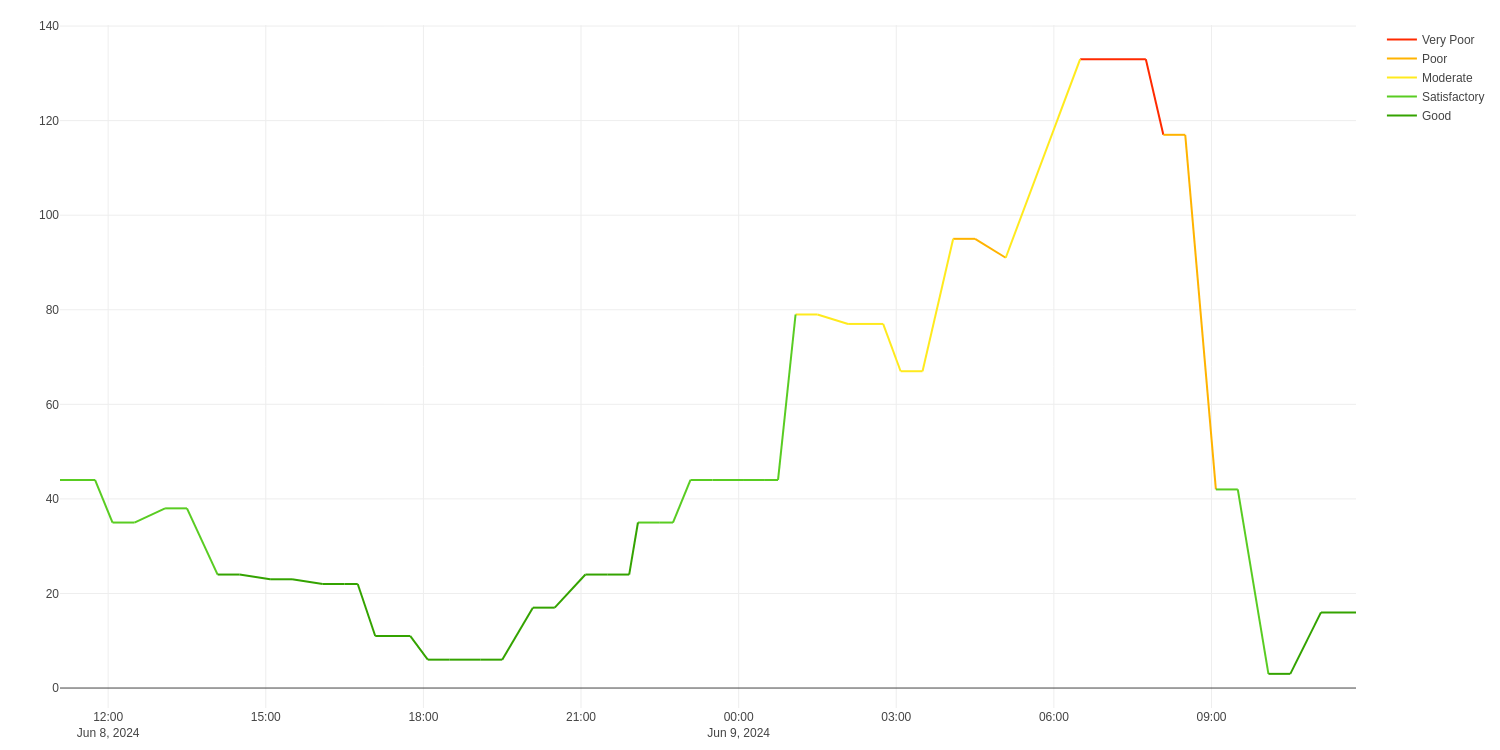 140
120
100
80
60
40
20
0
12:00
Jun 8, 2024
15:00
18:00
21:00
00:00
Jun 9, 2024
03:00
06:00
09:00
Very Poor
Poor
Moderate
Satisfactory
Good